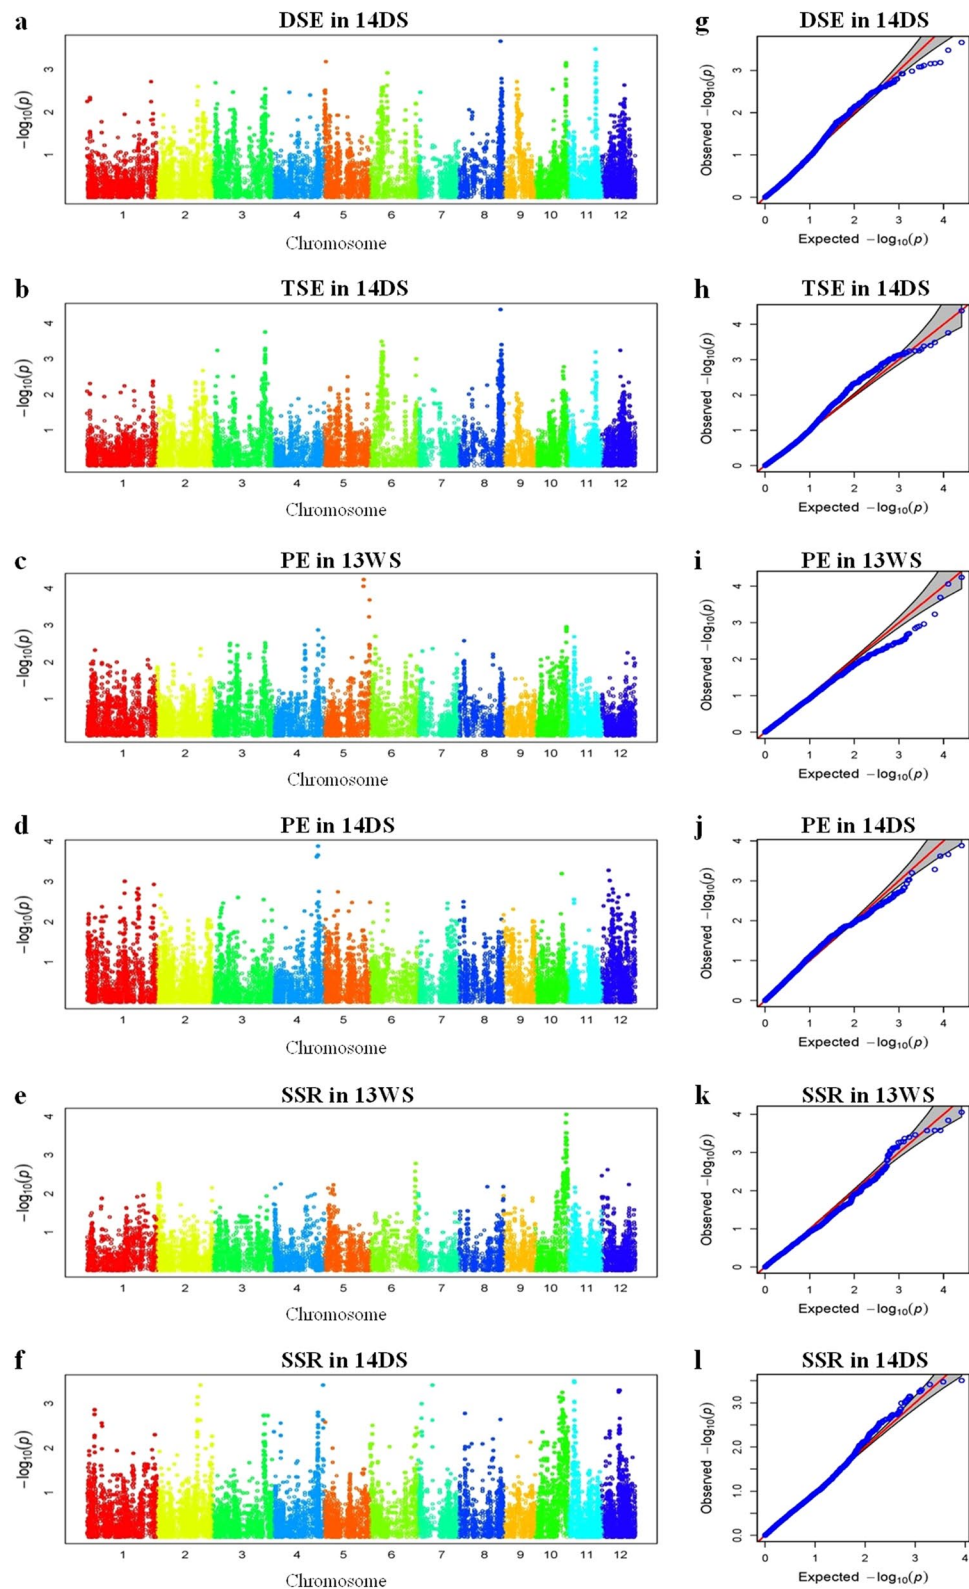 a
DSE in 14DS
−log10(p)
3
2
1
1 2 3 4 5 6 7 8 9 10 11 12
Chromosome
g
DSE in 14DS
Observed −log10(p)
3
2
1
0
0 1 2 3 4
Expected −log10(p)
b
TSE in 14DS
−log10(p)
4
3
2
1
1 2 3 4 5 6 7 8 9 10 11 12
Chromosome
h
TSE in 14DS
Observed −log10(p)
4
3
2
1
0
0 1 2 3 4
Expected −log10(p)
c
PE in 13WS
−log10(p)
4
3
2
1
1 2 3 4 5 6 7 8 9 10 11 12
Chromosome
i
PE in 13WS
Observed −log10(p)
4
3
2
1
0
0 1 2 3 4
Expected −log10(p)
d
PE in 14DS
−log10(p)
4
3
2
1
1 2 3 4 5 6 7 8 9 10 11 12
Chromosome
j
PE in 14DS
Observed −log10(p)
4
3
2
1
0
0 1 2 3 4
Expected −log10(p)
e
SSR in 13WS
−log10(p)
4
3
2
1
1 2 3 4 5 6 7 8 9 10 11 12
Chromosome
k
SSR in 13WS
Observed −log10(p)
4
3
2
1
0
0 1 2 3 4
Expected −log10(p)
f
SSR in 14DS
−log10(p)
3
2
1
1 2 3 4 5 6 7 8 9 10 11 12
Chromosome
l
SSR in 14DS
Observed −log10(p)
3.0
2.0
1.0
0.0
0 1 2 3 4
Expected −log10(p)